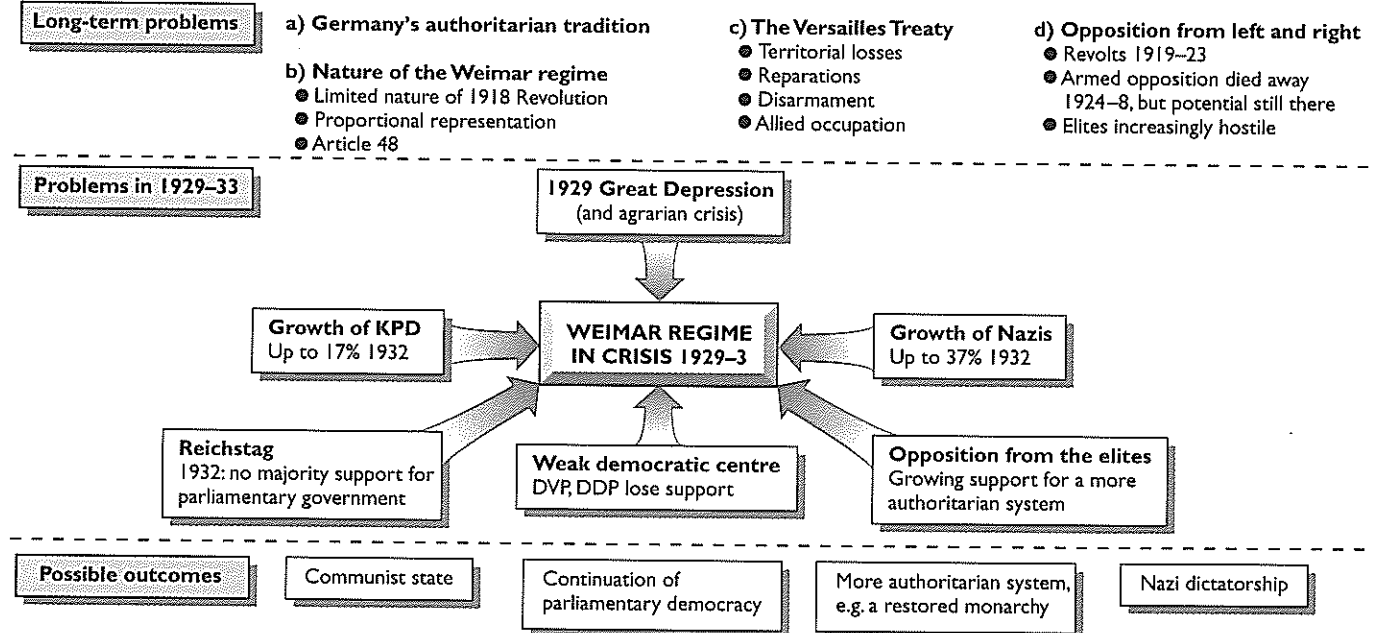 Long-term problems
a) Germany's authoritarian tradition
b) Nature of the Weimar regime
● Limited nature of 1918 Revolution
● Proportional representation
● Article 48
c) The Versailles Treaty
● Territorial losses
● Reparations
● Disarmament
● Allied occupation
d) Opposition from left and right
● Revolts 1919–23
● Armed opposition died away
1924–8, but potential still there
● Elites increasingly hostile
Problems in 1929–33
1929 Great Depression
(and agrarian crisis)
Growth of KPD
Up to 17% 1932
WEIMAR REGIME
IN CRISIS 1929–3
Growth of Nazis
Up to 37% 1932
Reichstag
1932: no majority support for
parliamentary government
Weak democratic centre
DVP, DDP lose support
Opposition from the elites
Growing support for a more
authoritarian system
Possible outcomes
Communist state
Continuation of
parliamentary democracy
More authoritarian system,
e.g. a restored monarchy
Nazi dictatorship